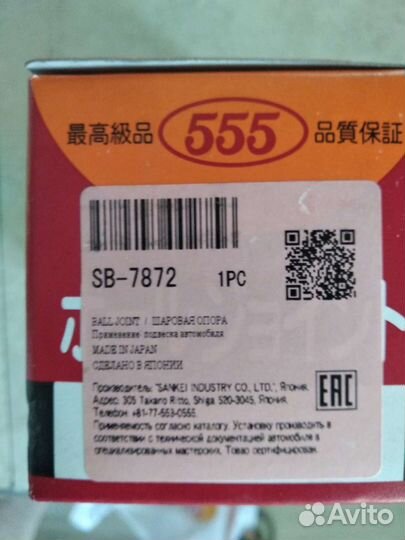 最高級品 555 品質保証
SB-7872 1PC
BALL JOINT / ШАРОВАЯ ОПОРА
Применение: подвеска автомобиля
MADE IN JAPAN
СДЕЛАНО В ЯПОНИИ
Производитель: "SANKEI INDUSTRY CO., LTD.", Япония.
Адрес: 305 Takano Ritto, Shiga 520-3045, Япония.
Телефон: +81-77-553-0555.
Применяемость согласно каталогу. Установку производить в
соответствии с технической документацией автомобиля в
специализированных мастерских. Товар сертифицирован.
EAC
Avito